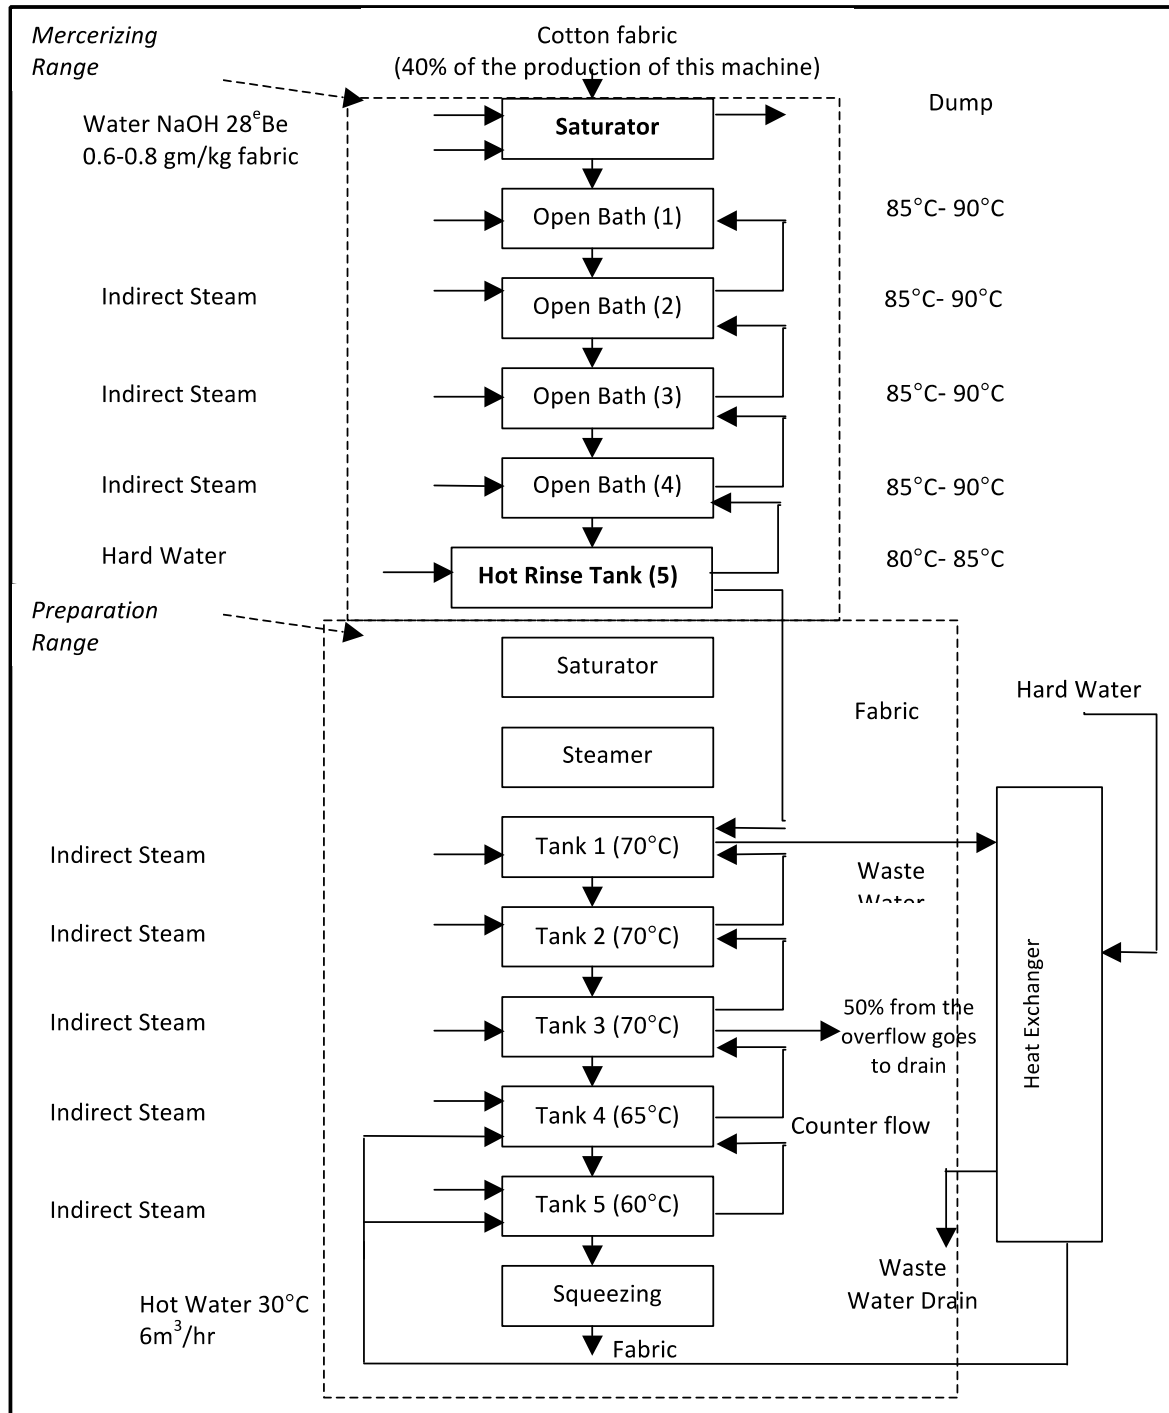 Mercerizing
Range
Cotton fabric
(40% of the production of this machine)
Dump
Water NaOH 28eBe
0.6-0.8 gm/kg fabric
Saturator
Open Bath (1)
85°C- 90°C
Indirect Steam
Open Bath (2)
85°C- 90°C
Indirect Steam
Open Bath (3)
85°C- 90°C
Indirect Steam
Open Bath (4)
85°C- 90°C
Hard Water
Hot Rinse Tank (5)
80°C- 85°C
Preparation
Range
Saturator
Hard Water
Fabric
Steamer
Indirect Steam
Tank 1 (70°C)
Waste
Water
Indirect Steam
Tank 2 (70°C)
Indirect Steam
Tank 3 (70°C)
50% from the
overflow goes
to drain
Heat Exchanger
Indirect Steam
Tank 4 (65°C)
Counter flow
Indirect Steam
Tank 5 (60°C)
Waste
Water Drain
Squeezing
Hot Water 30°C
6m³/hr
Fabric